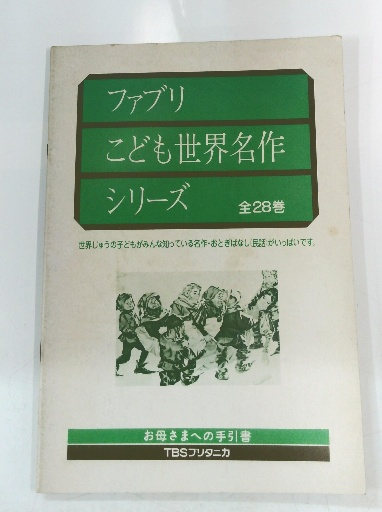 ファブリ
こども世界名作
シリーズ 全28巻
世界じゅうの子どもがみんな知っている名作・おとぎばなし(民話)がいっぱいです。
お母さまへの手引書
TBSブリタニカ